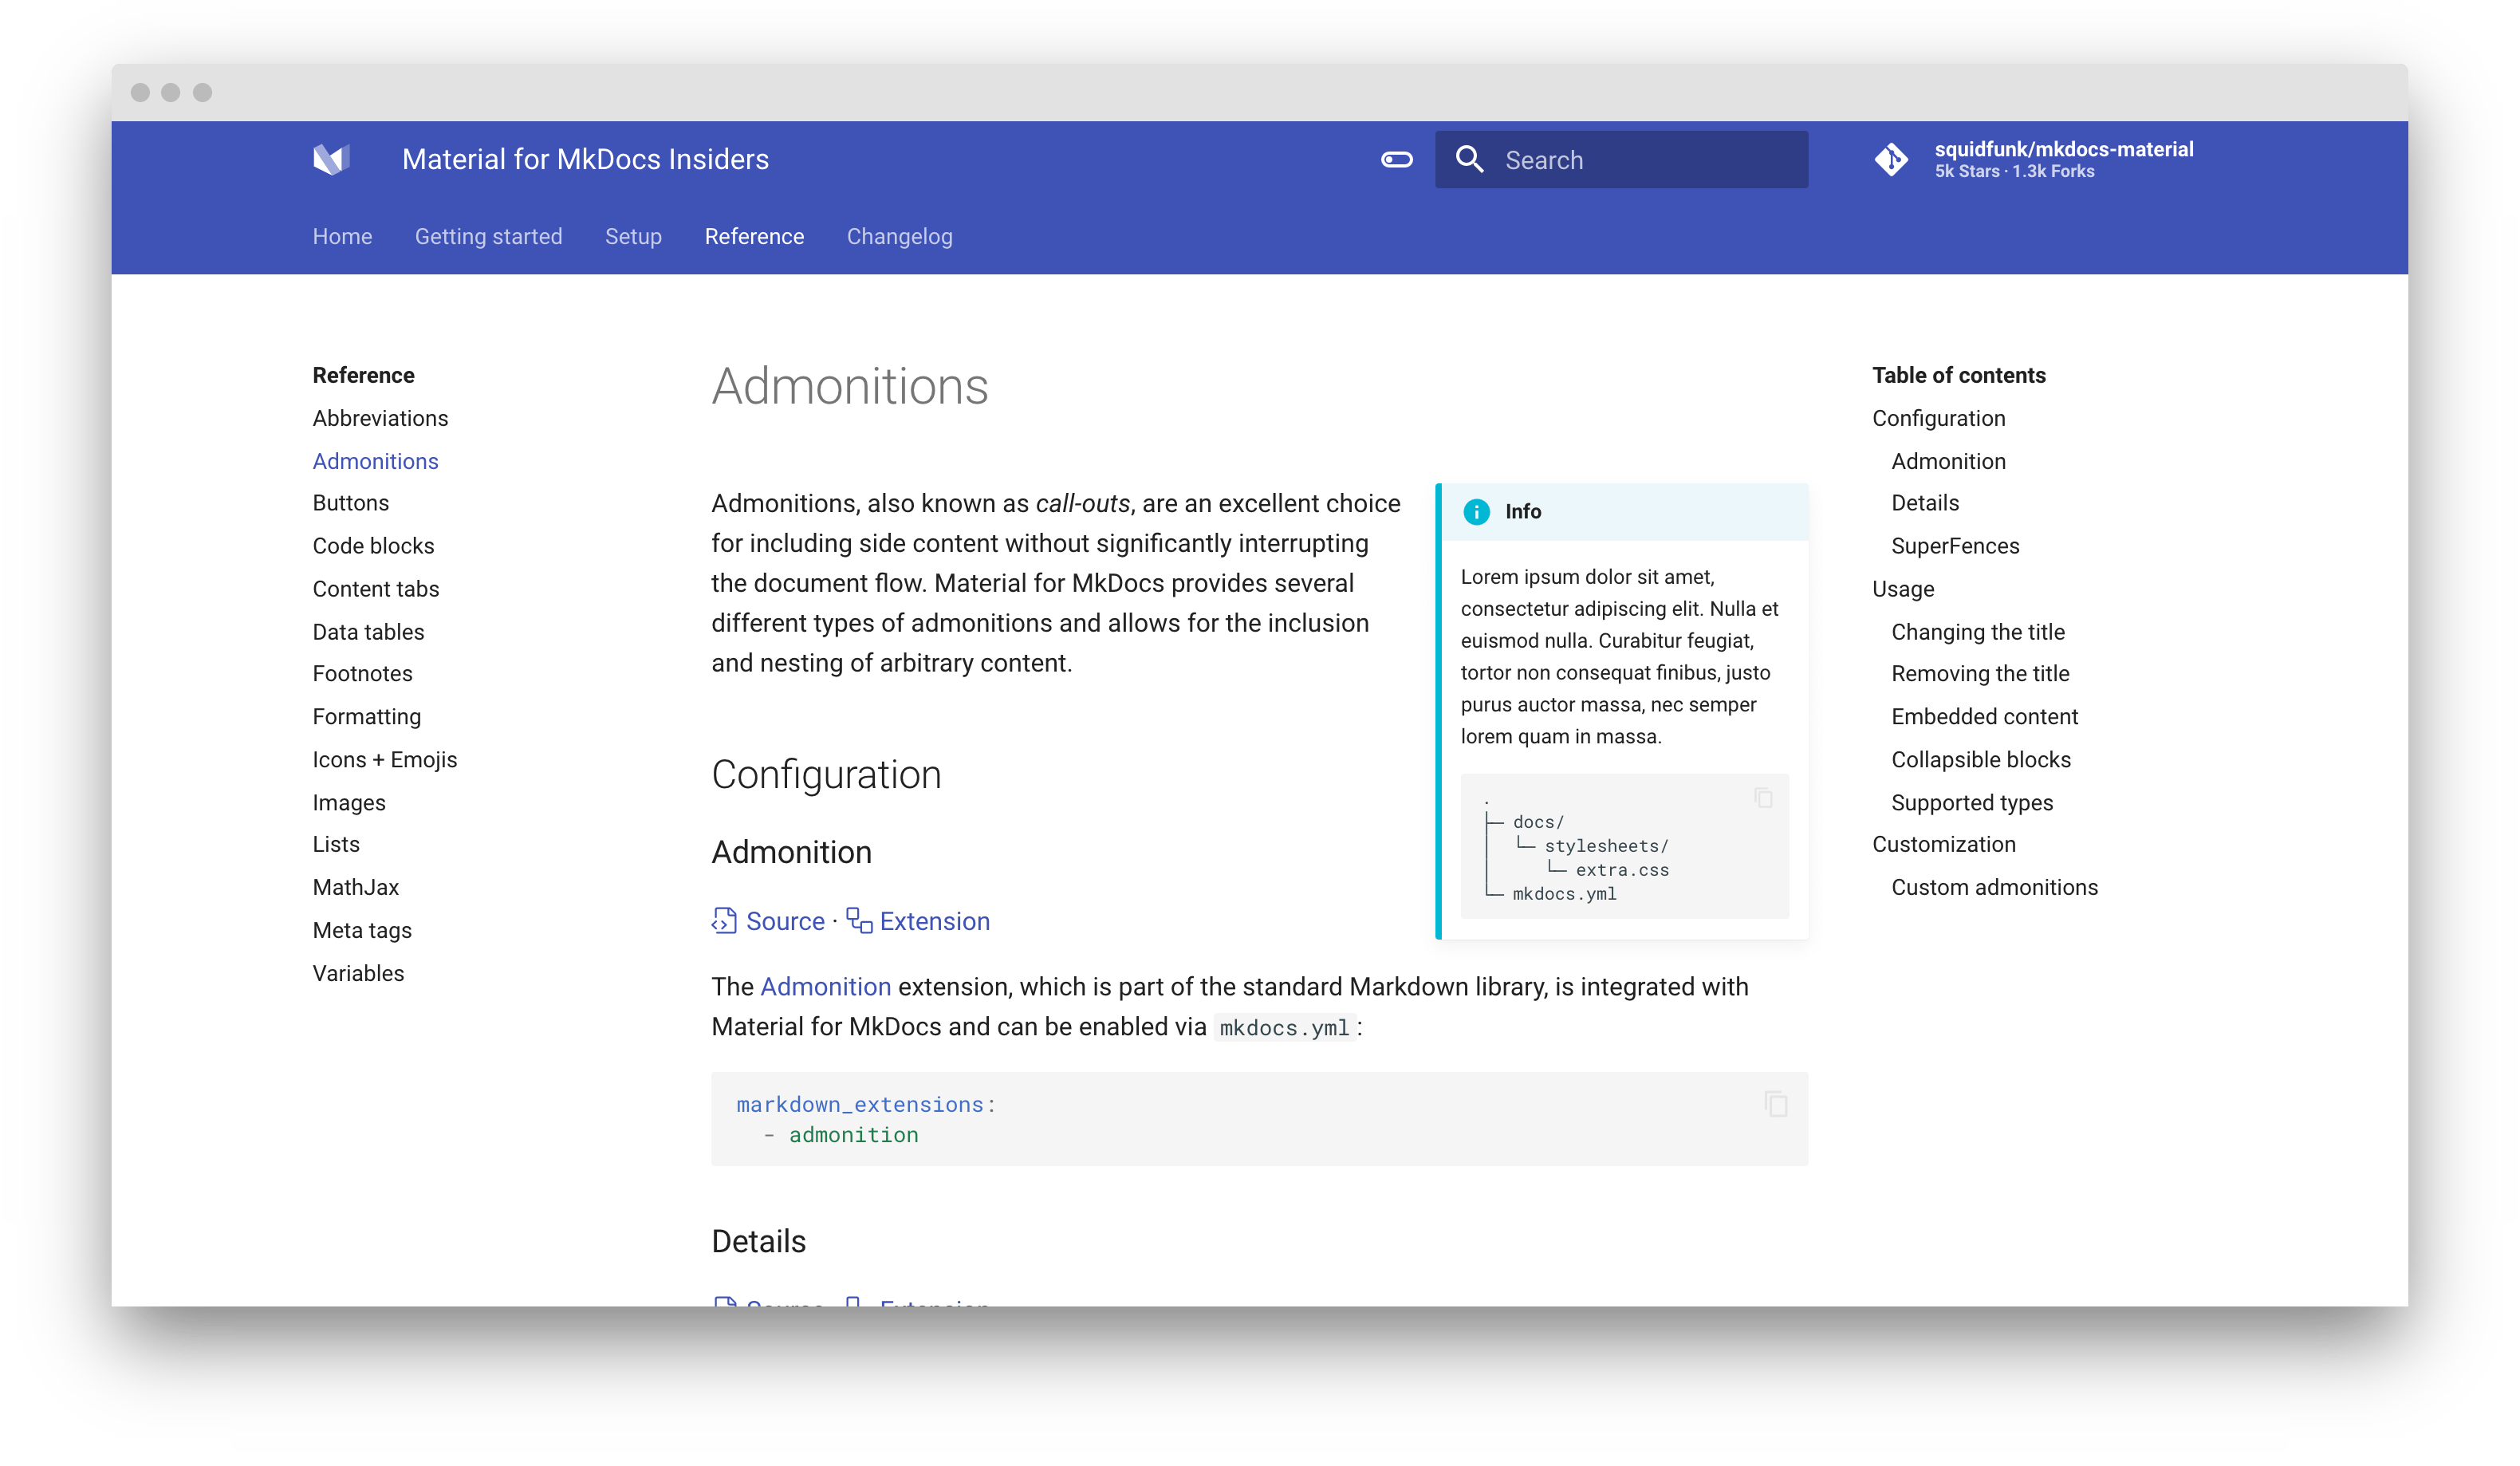 Material for MkDocs Insiders
Search
squidfunk/mkdocs-material
5k Stars · 1.3k Forks
Home
Getting started
Setup
Reference
Changelog
Reference
Abbreviations
Admonitions
Buttons
Code blocks
Content tabs
Data tables
Footnotes
Formatting
Icons + Emojis
Images
Lists
MathJax
Meta tags
Variables
Admonitions
Admonitions, also known as call-outs, are an excellent choice
for including side content without significantly interrupting
the document flow. Material for MkDocs provides several
different types of admonitions and allows for the inclusion
and nesting of arbitrary content.
Info
Lorem ipsum dolor sit amet,
consectetur adipiscing elit. Nulla et
euismod nulla. Curabitur feugiat,
tortor non consequat finibus, justo
purus auctor massa, nec semper
lorem quam in massa.
.
├─ docs/
│  └─ stylesheets/
│     └─ extra.css
└─ mkdocs.yml
Configuration
Admonition
Source · Extension
The Admonition extension, which is part of the standard Markdown library, is integrated with
Material for MkDocs and can be enabled via mkdocs.yml:
markdown_extensions:
  - admonition
Details
Source · Extension
Table of contents
Configuration
Admonition
Details
SuperFences
Usage
Changing the title
Removing the title
Embedded content
Collapsible blocks
Supported types
Customization
Custom admonitions